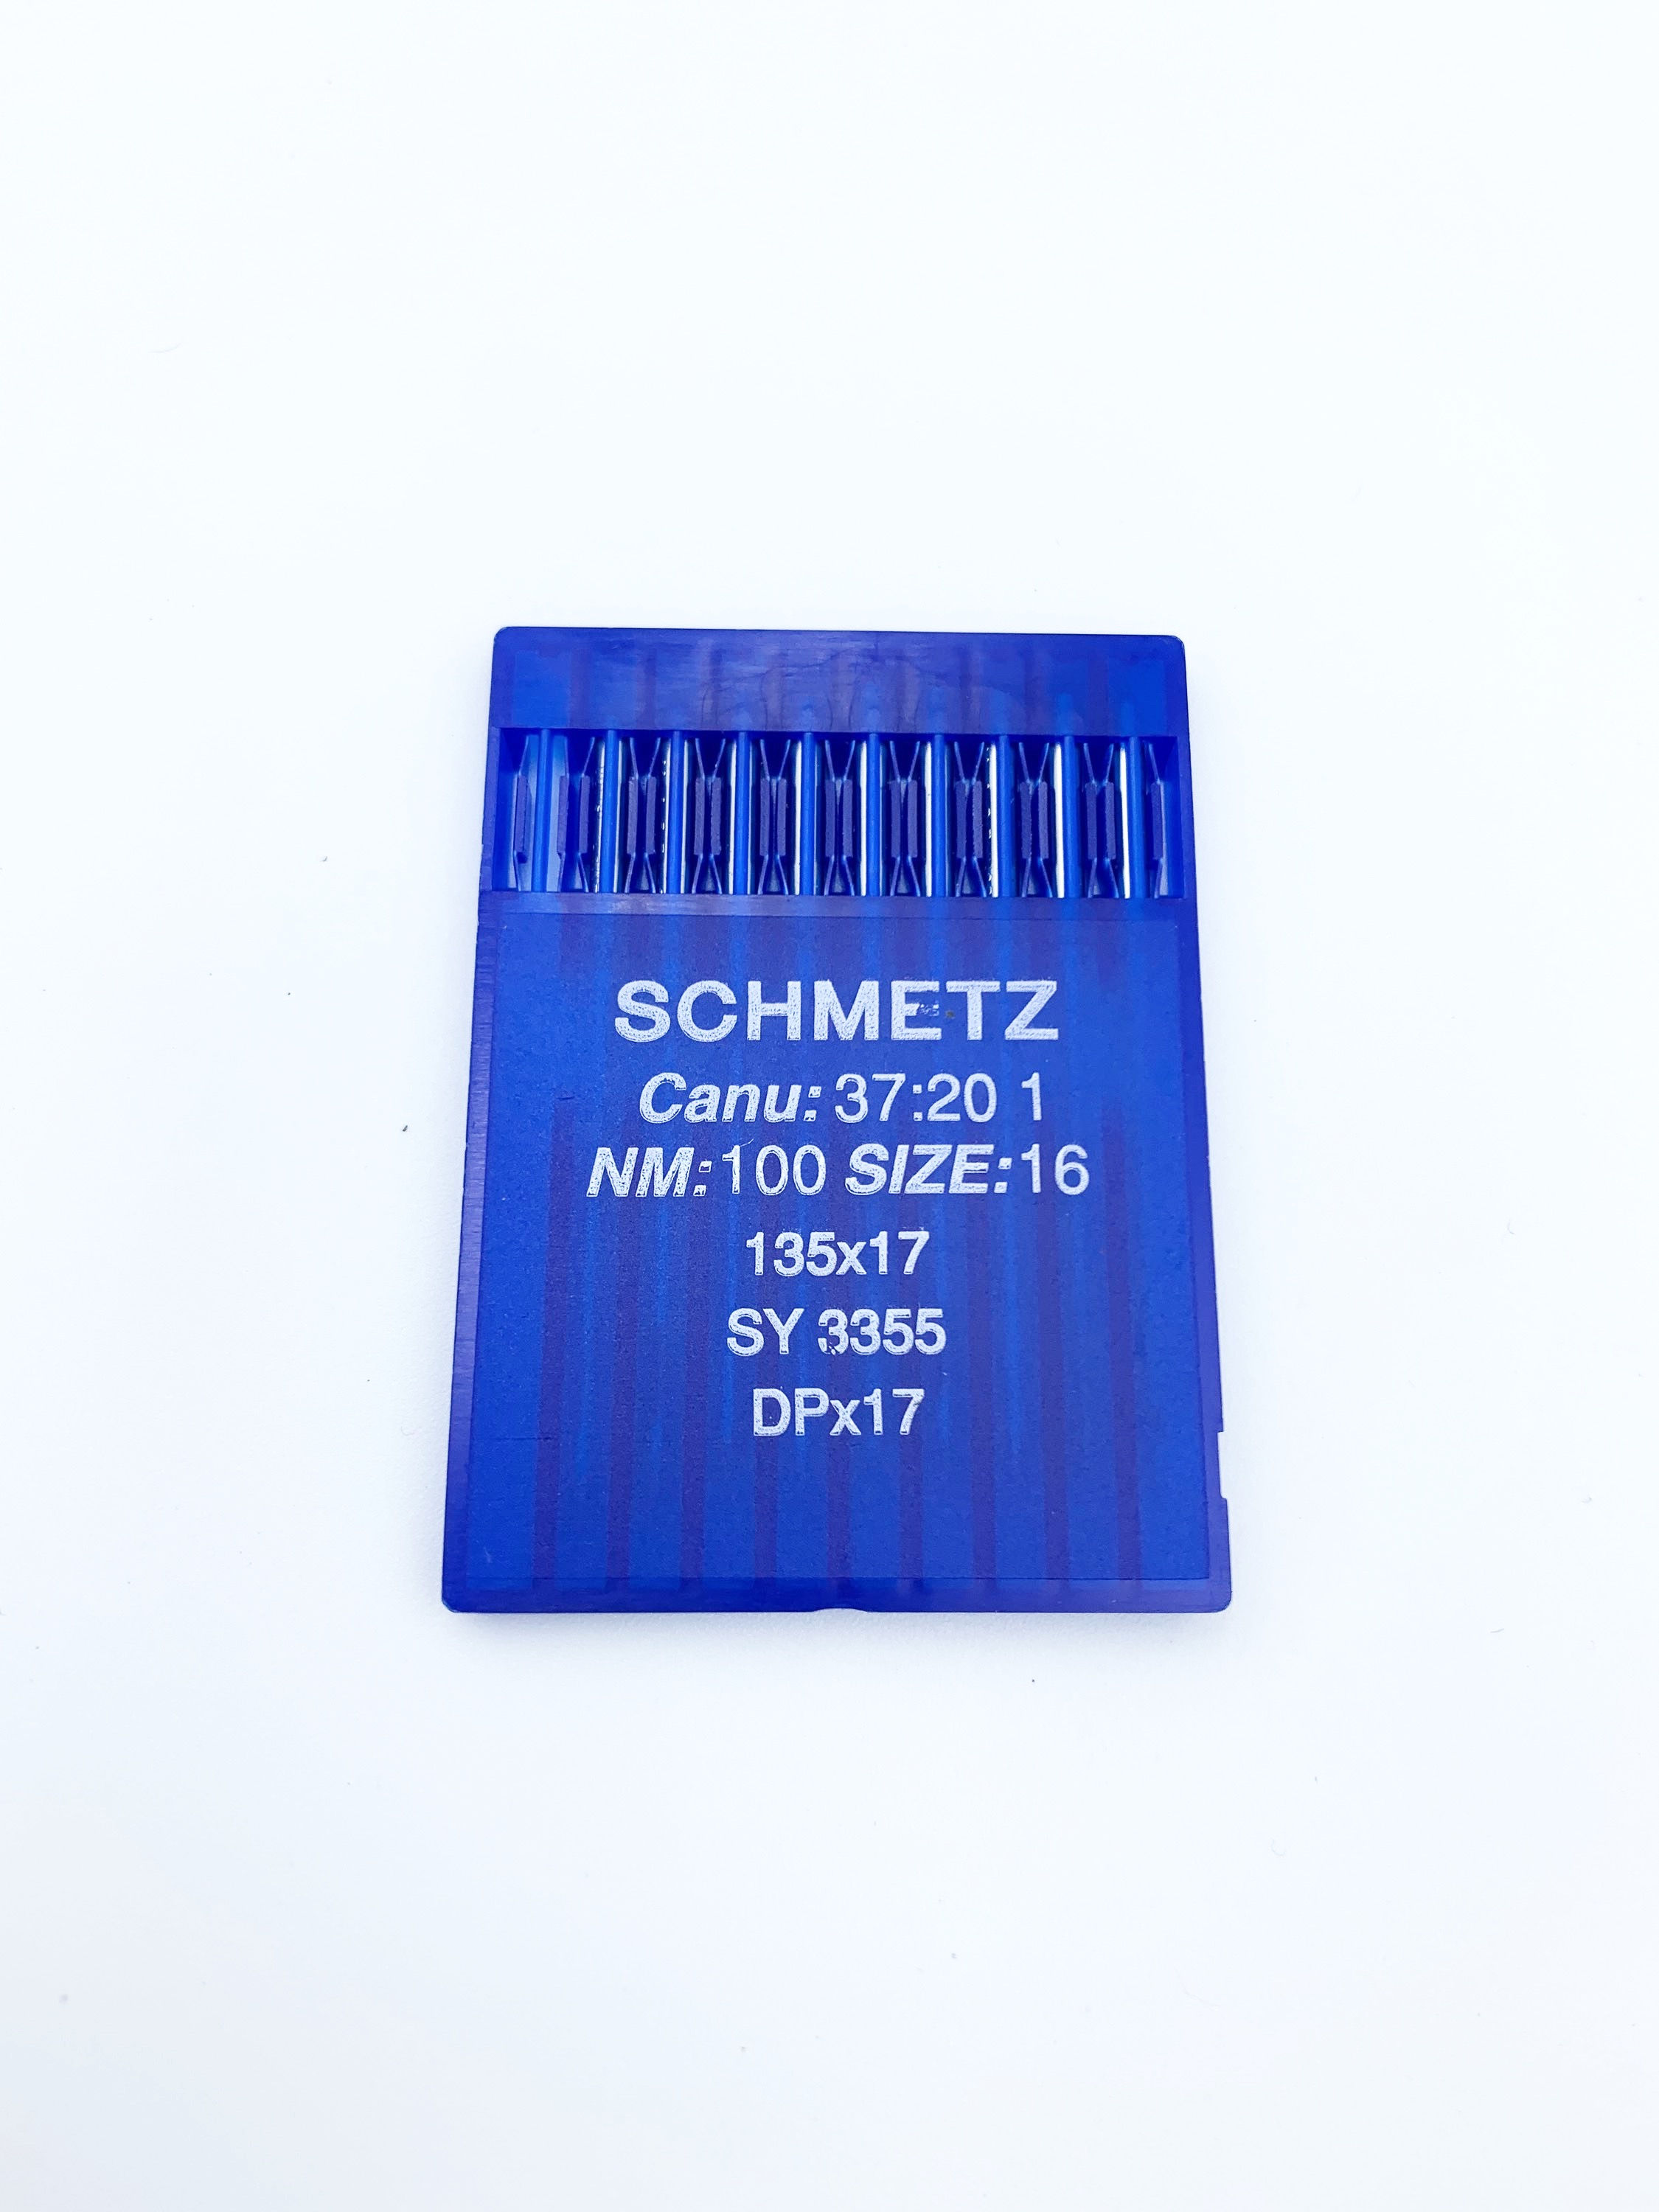 SCHMETZ
Canu: 37:20 1
NM:100 SIZE:16
135x17
SY 3355
DPx17